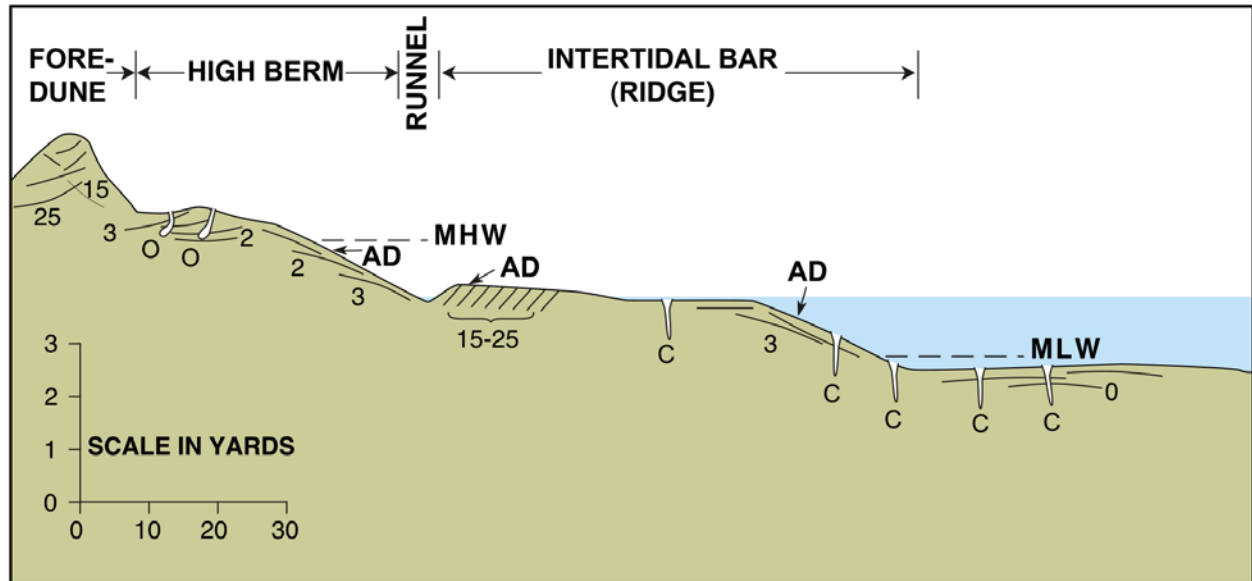 FORE-
DUNE
HIGH BERM
RUNNEL
INTERTIDAL BAR
(RIDGE)
15
25
3
O
O
2
2
3
AD
MHW
AD
15-25
C
AD
3
C
C
C
C
O
MLW
3
2
1
0
SCALE IN YARDS
0
10
20
30